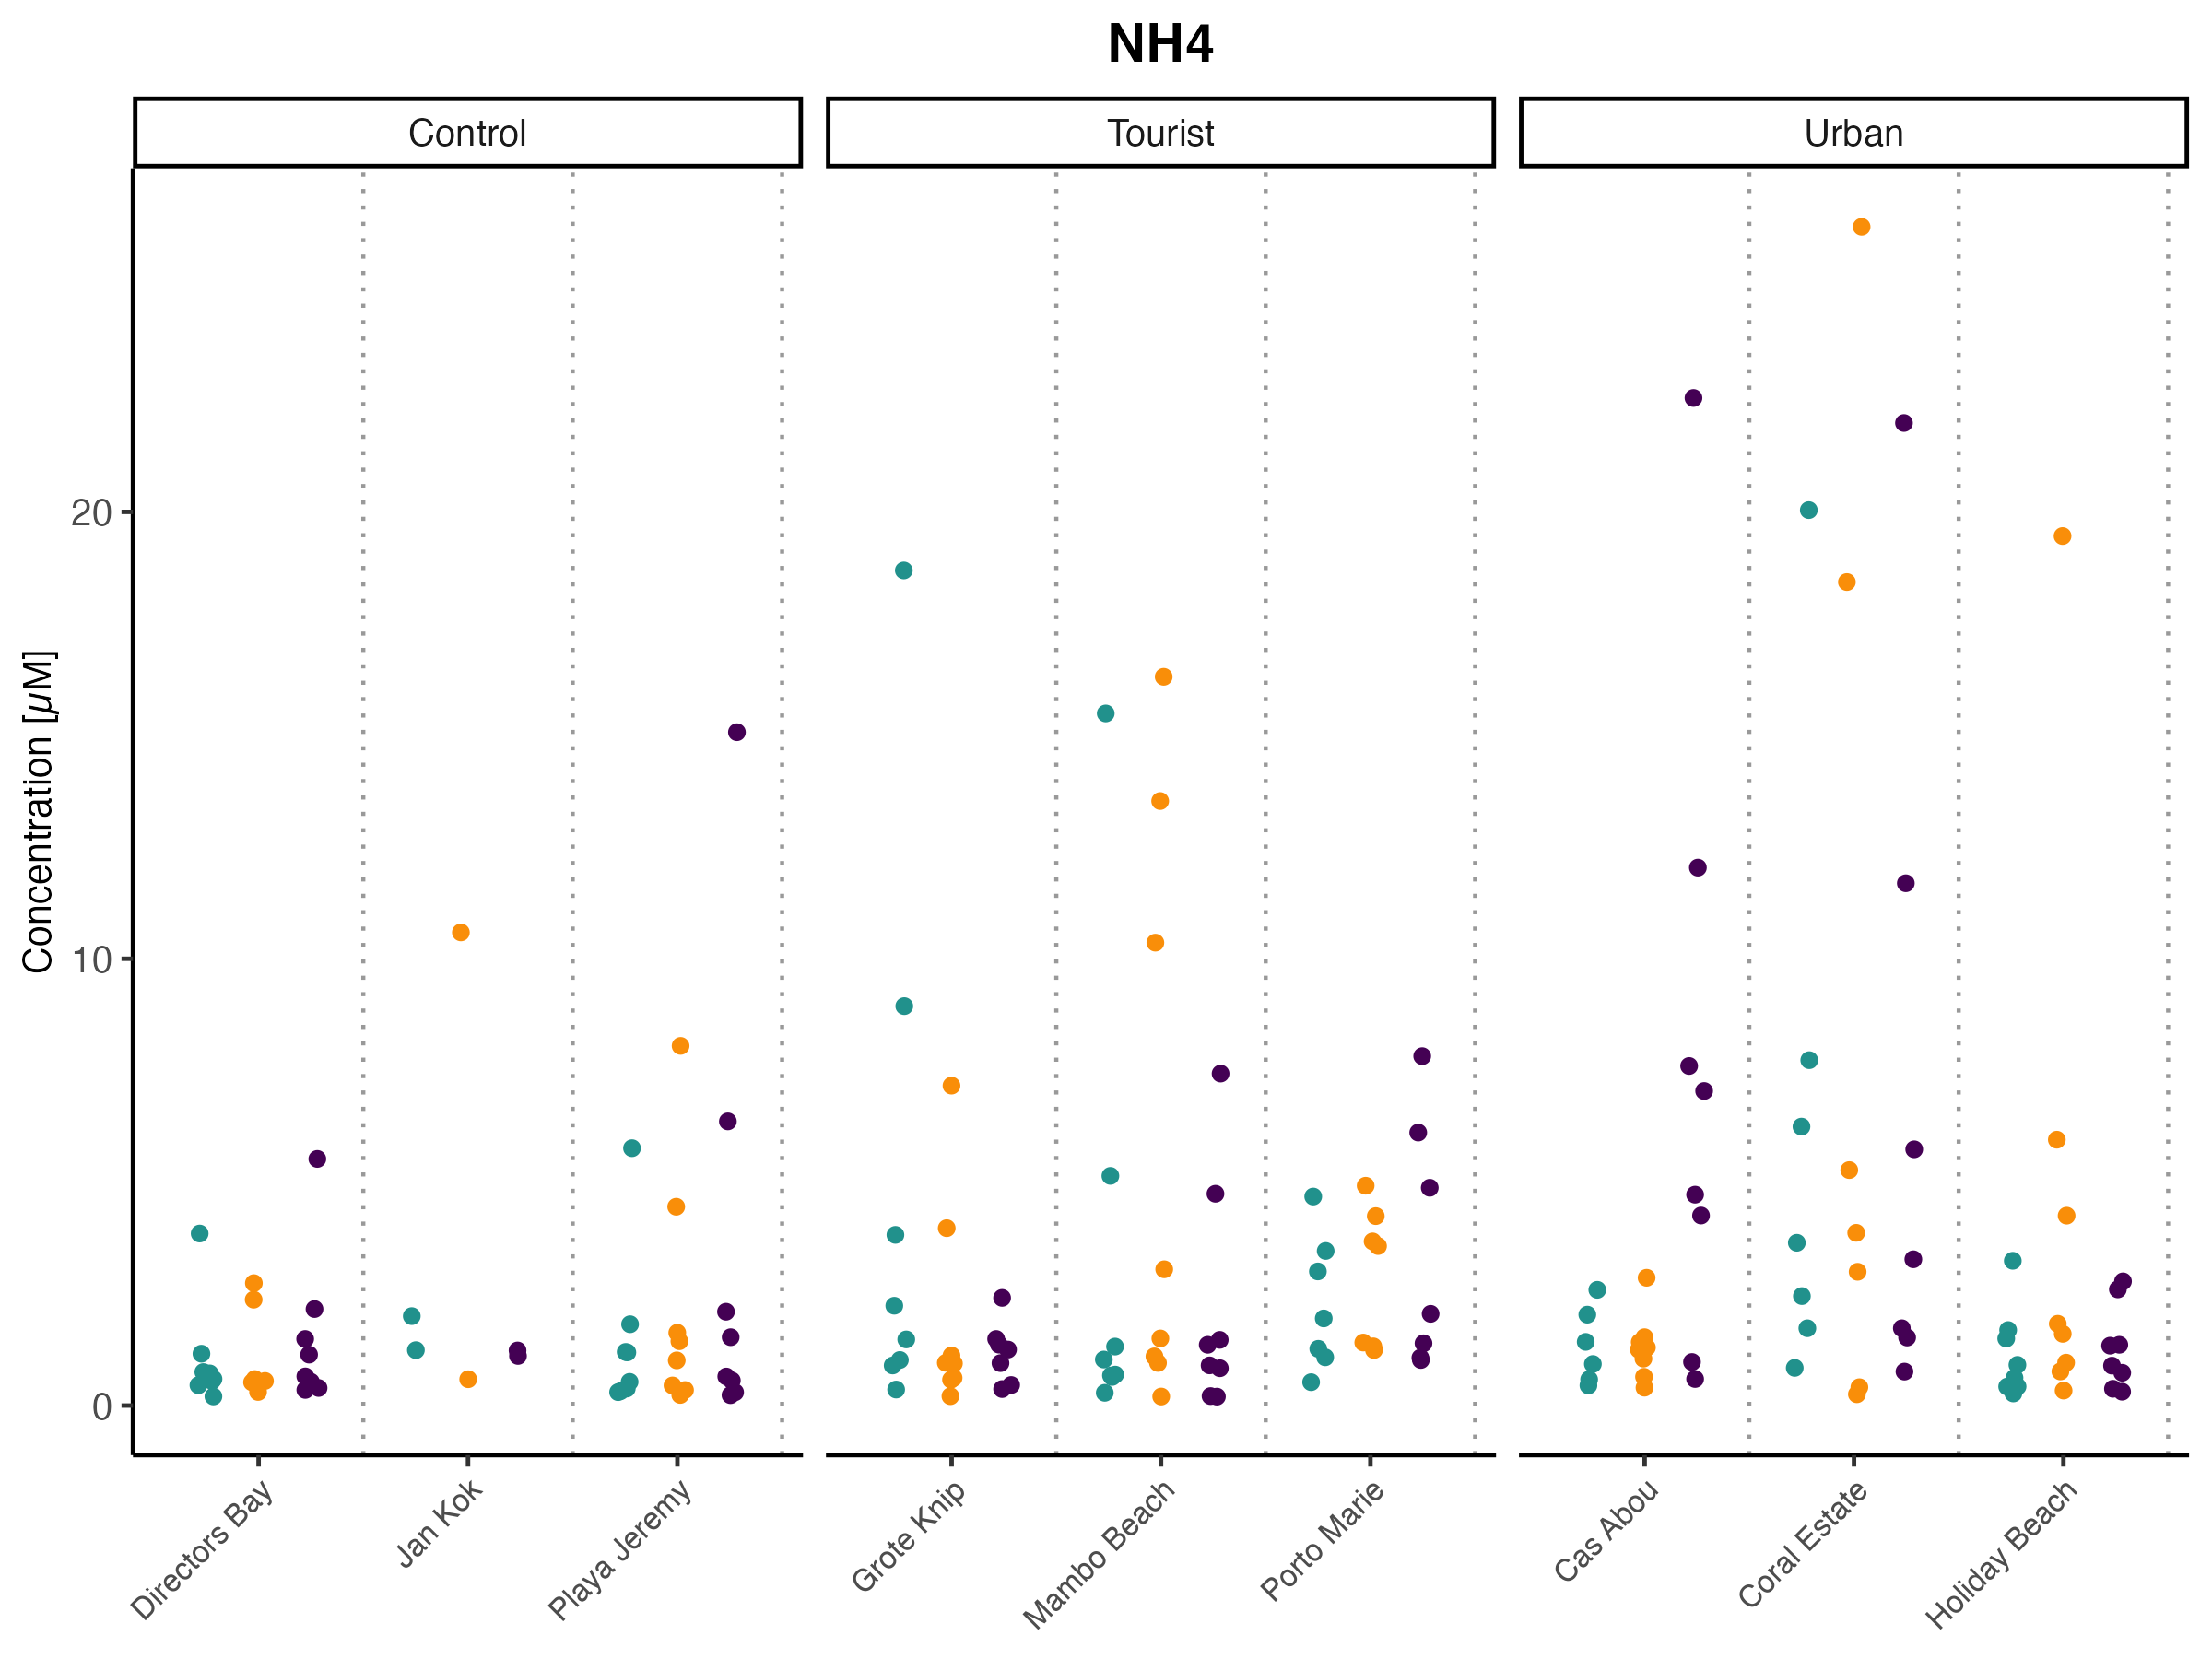 NH4
Control
Tourist
Urban
Concentration [µM]
20
10
0
Directors Bay
Jan Kok
Playa Jeremy
Grote Knip
Mambo Beach
Porto Marie
Cas Abou
Coral Estate
Holiday Beach